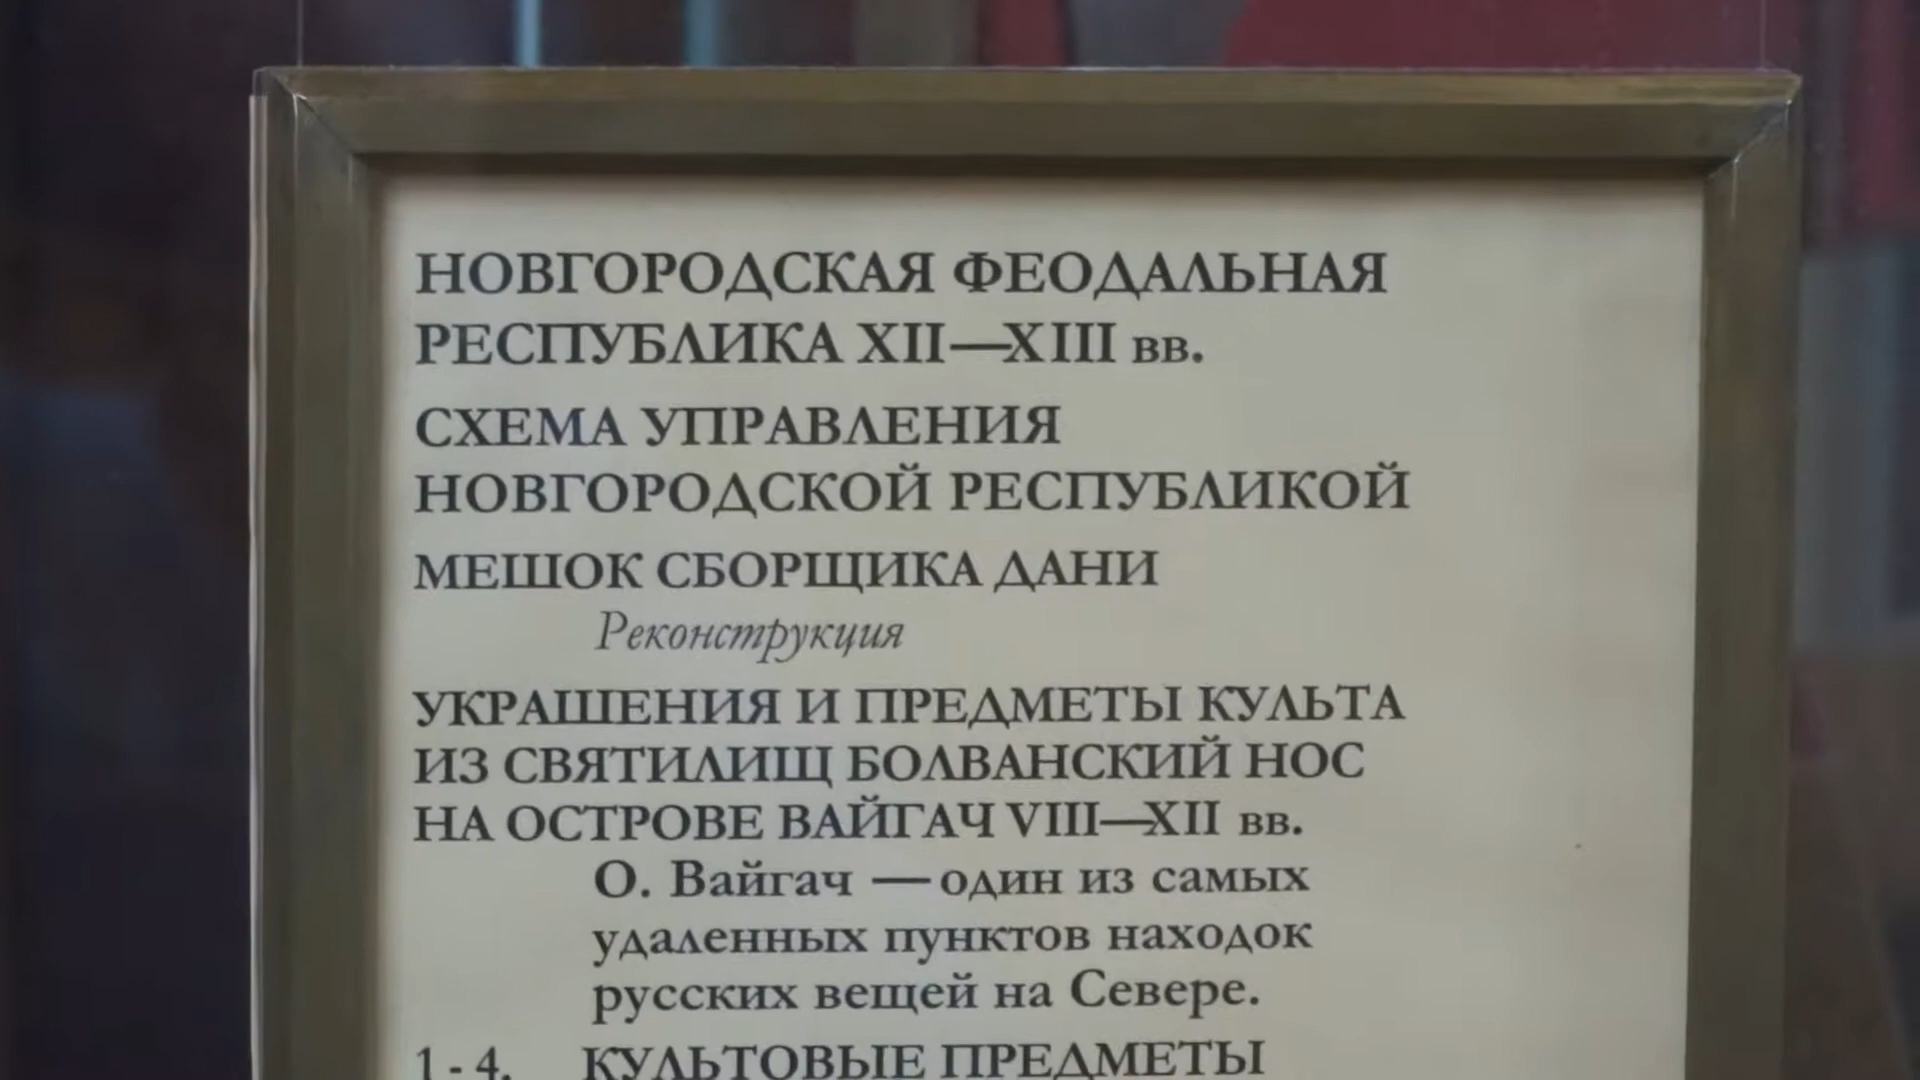 НОВГОРОДСКАЯ ФЕОДАЛЬНАЯ
РЕСПУБЛИКА XII—XIII вв.
СХЕМА УПРАВЛЕНИЯ
НОВГОРОДСКОЙ РЕСПУБЛИКОЙ
МЕШОК СБОРЩИКА ДАНИ
Реконструкция
УКРАШЕНИЯ И ПРЕДМЕТЫ КУЛЬТА
ИЗ СВЯТИЛИЩ БОЛВАНСКИЙ НОС
НА ОСТРОВЕ ВАЙГАЧ VIII—XII вв.
О. Вайгач — один из самых
удаленных пунктов находок
русских вещей на Севере.
1 - 4. КУЛЬТОВЫЕ ПРЕДМЕТЫ